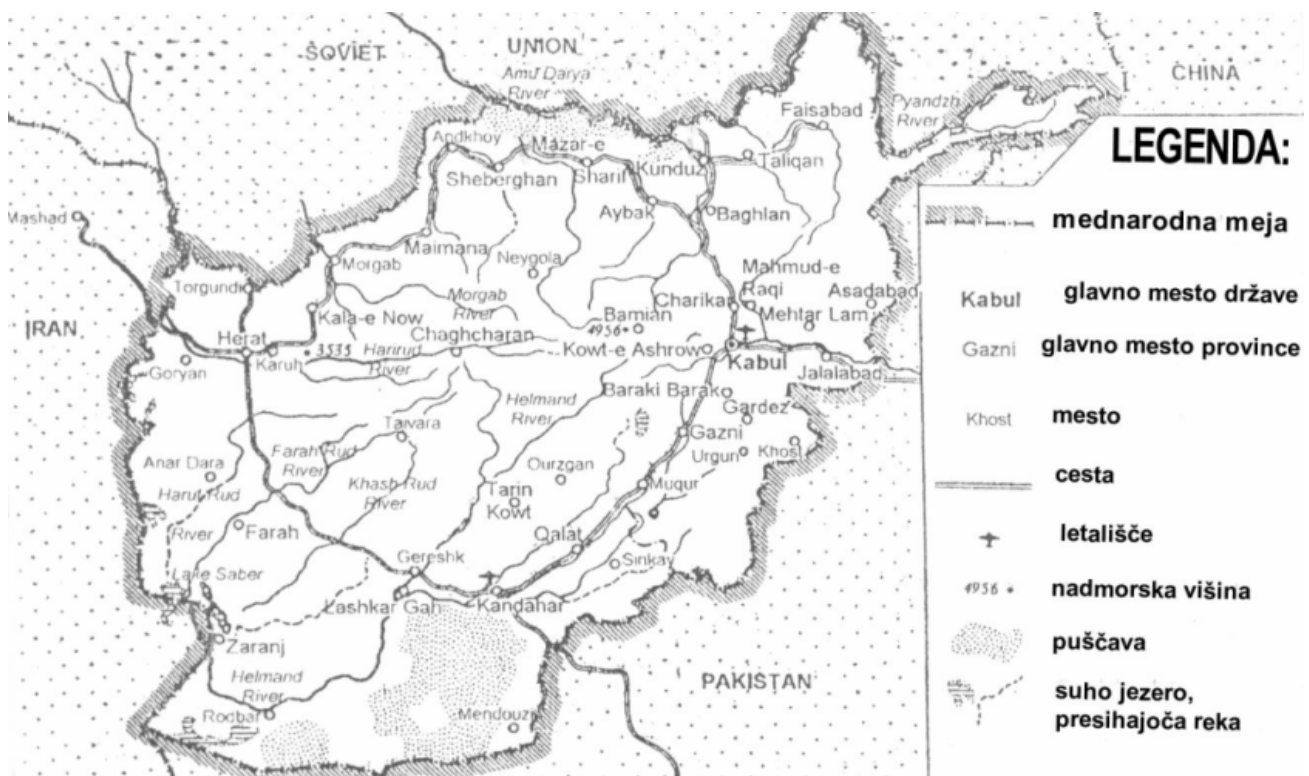 SOVIET
UNION
CHINA
Amu Darya
River
Pyandzh
River
Faisabad
Andkhoy
Mazar-e
Sharif
Kunduz
Taliqan
Sheberghan
Aybak
Baghlan
Mashad
Maimana
Morgab
Neygola
Mahmud-e
Raqi
Torgundi
Morgab
River
Charikar
Asadabad
Kala-e Now
Bamian
Mehtar Lam
IRAN
Herat
Chaghcharan
4956
Karuh
3535
Harirud
River
Kowt-e Ashrow
Kabul
Goryan
Jalalabad
Helmand
River
Baraki Barak
Gardez
Taivara
Gazni
Farah Rud
River
Urgun
Khost
Anar Dara
Ourzgan
Khash Rud
River
Muqur
Harut Rud
River
Tarin
Kowt
Farah
Qalat
Gereshk
Sinkay
Lake Saber
Lashkar Gah
Kandahar
Zaranj
Helmand
River
PAKISTAN
Rodbar
Mendouzi
LEGENDA:
mednarodna meja
Kabul glavno mesto države
Gazni glavno mesto province
Khost mesto
cesta
letališče
4956 nadmorska višina
puščava
suho jezero,
presihajoča reka